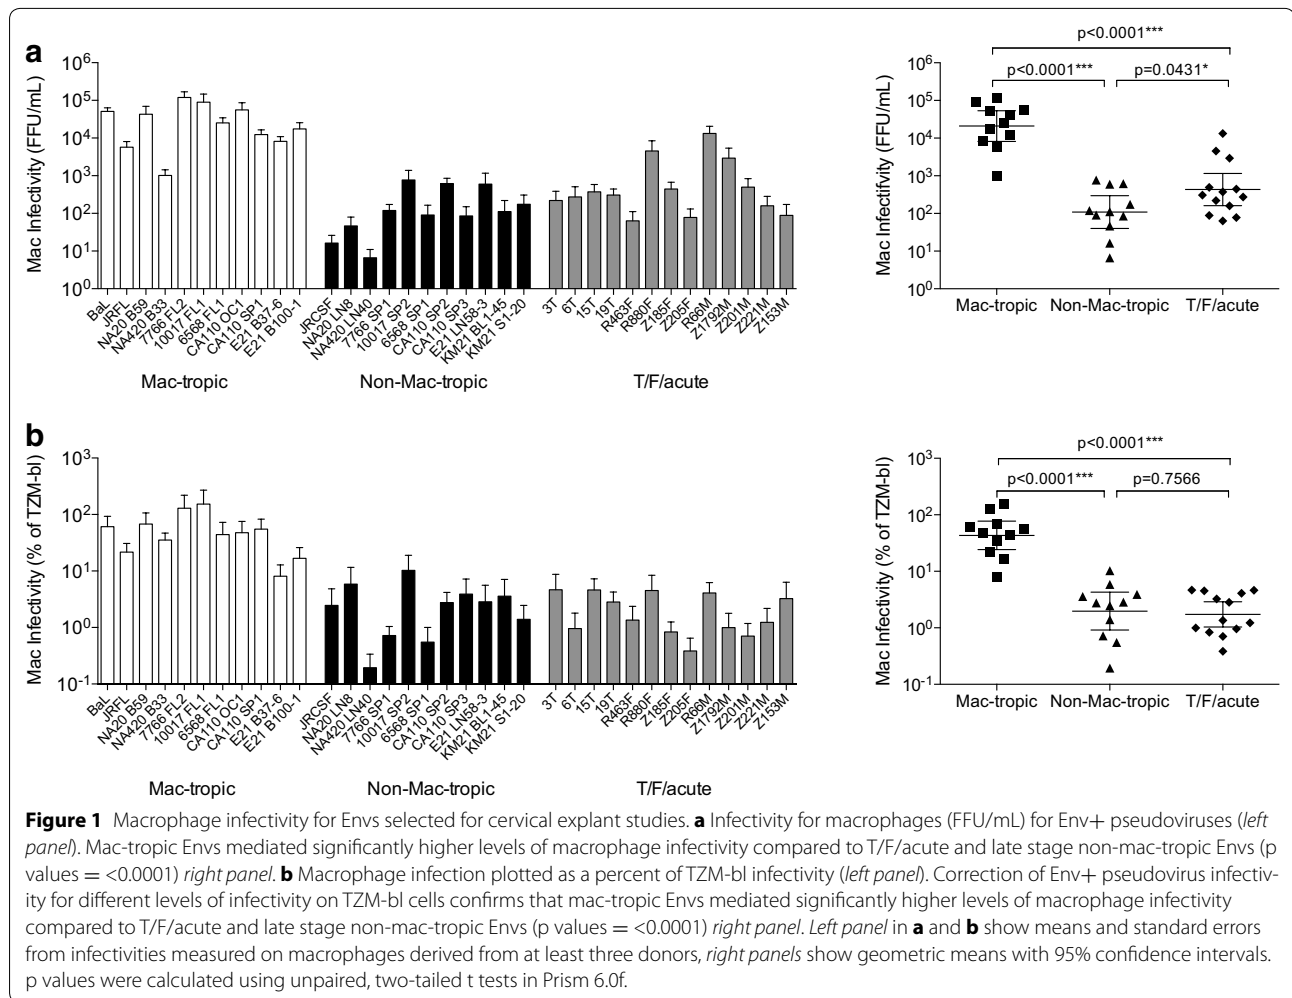 a
Mac Infectivity (FFU/mL)
10⁶
10⁵
10⁴
10³
10²
10¹
10⁰
BaL
JRFL
NA20 B59
NA420 B33
7766 FL2
10017 FL1
6568 FL1
CA110 OC1
CA110 SP1
E21 B37-6
E21 B100-1
JRCSF
NA20 LN8
NA420 LN40
7766 SP1
10017 SP2
6568 SP1
CA110 SP2
CA110 SP3
E21 LN58-3
KM21 BL1-45
KM21 S1-20
3T
6T
15T
19T
R463F
R880F
Z185F
Z205F
R66M
Z1792M
Z201M
Z221M
Z153M
Mac-tropic
Non-Mac-tropic
T/F/acute
p<0.0001***
p<0.0001***
p=0.0431*
Mac Infectifvity (FFU/mL)
10⁶
10⁵
10⁴
10³
10²
10¹
10⁰
Mac-tropic
Non-Mac-tropic
T/F/acute
b
Mac Infectivity (% of TZM-bl)
10³
10²
10¹
10⁰
10⁻¹
BaL
JRFL
NA20 B59
NA420 B33
7766 FL2
10017 FL1
6568 FL1
CA110 OC1
CA110 SP1
E21 B37-6
E21 B100-1
JRCSF
NA20 LN8
NA420 LN40
7766 SP1
10017 SP2
6568 SP1
CA110 SP2
CA110 SP3
E21 LN58-3
KM21 BL1-45
KM21 S1-20
3T
6T
15T
19T
R463F
R880F
Z185F
Z205F
R66M
Z1792M
Z201M
Z221M
Z153M
Mac-tropic
Non-Mac-tropic
T/F/acute
p<0.0001***
p<0.0001***
p=0.7566
Mac Infectivity (% of TZM-bl)
10³
10²
10¹
10⁰
10⁻¹
Mac-tropic
Non-Mac-tropic
T/F/acute
Figure 1 Macrophage infectivity for Envs selected for cervical explant studies. a Infectivity for macrophages (FFU/mL) for Env+ pseudoviruses (left
panel). Mac-tropic Envs mediated significantly higher levels of macrophage infectivity compared to T/F/acute and late stage non-mac-tropic Envs (p
values = <0.0001) right panel. b Macrophage infection plotted as a percent of TZM-bl infectivity (left panel). Correction of Env+ pseudovirus infectiv-
ity for different levels of infectivity on TZM-bl cells confirms that mac-tropic Envs mediated significantly higher levels of macrophage infectivity
compared to T/F/acute and late stage non-mac-tropic Envs (p values = <0.0001) right panel. Left panel in a and b show means and standard errors
from infectivities measured on macrophages derived from at least three donors, right panels show geometric means with 95% confidence intervals.
p values were calculated using unpaired, two-tailed t tests in Prism 6.0f.